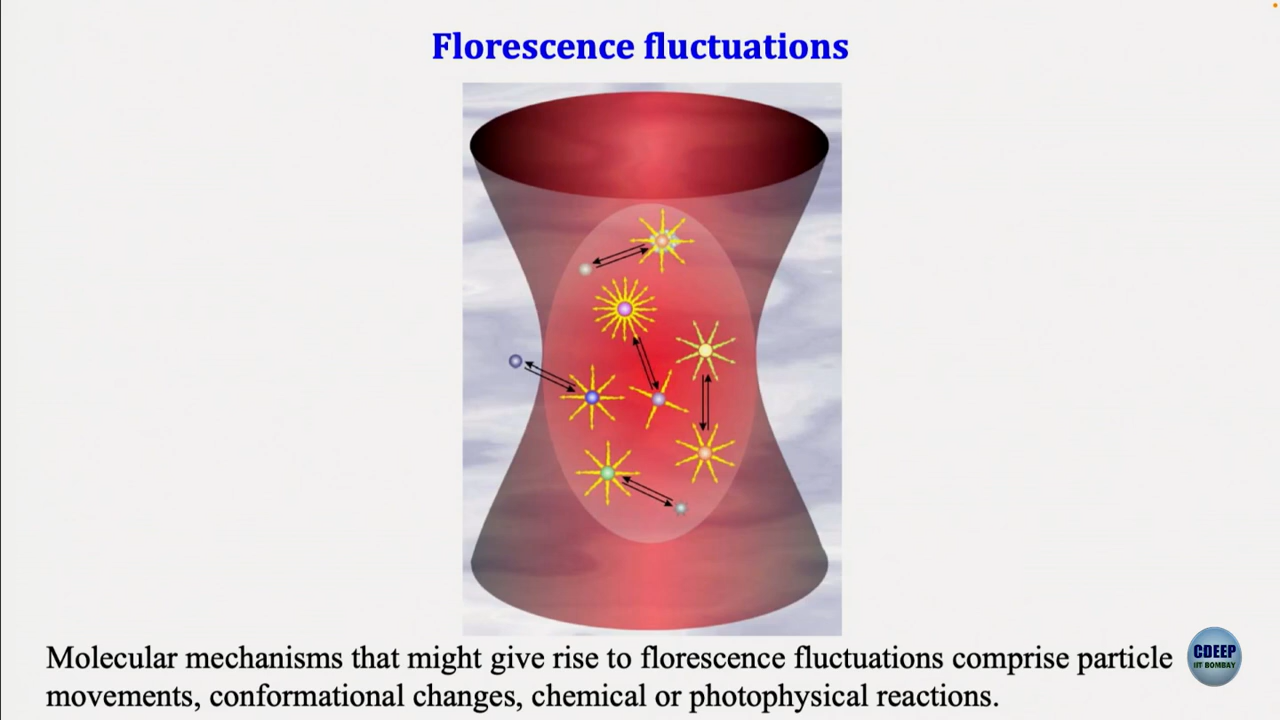 Florescence fluctuations
Molecular mechanisms that might give rise to florescence fluctuations comprise particle
movements, conformational changes, chemical or photophysical reactions.
CDEEP
IIT BOMBAY